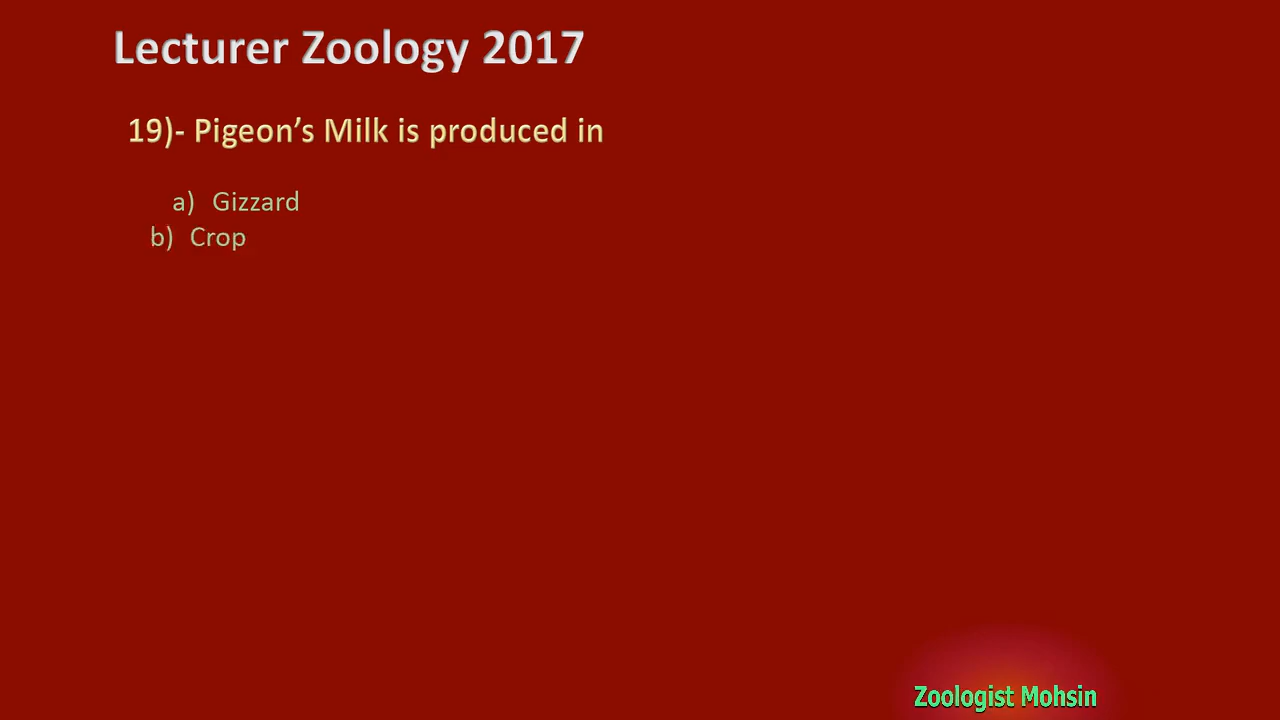 Lecturer Zoology 2017
19)- Pigeon’s Milk is produced in
a) Gizzard
b) Crop
Zoologist Mohsin